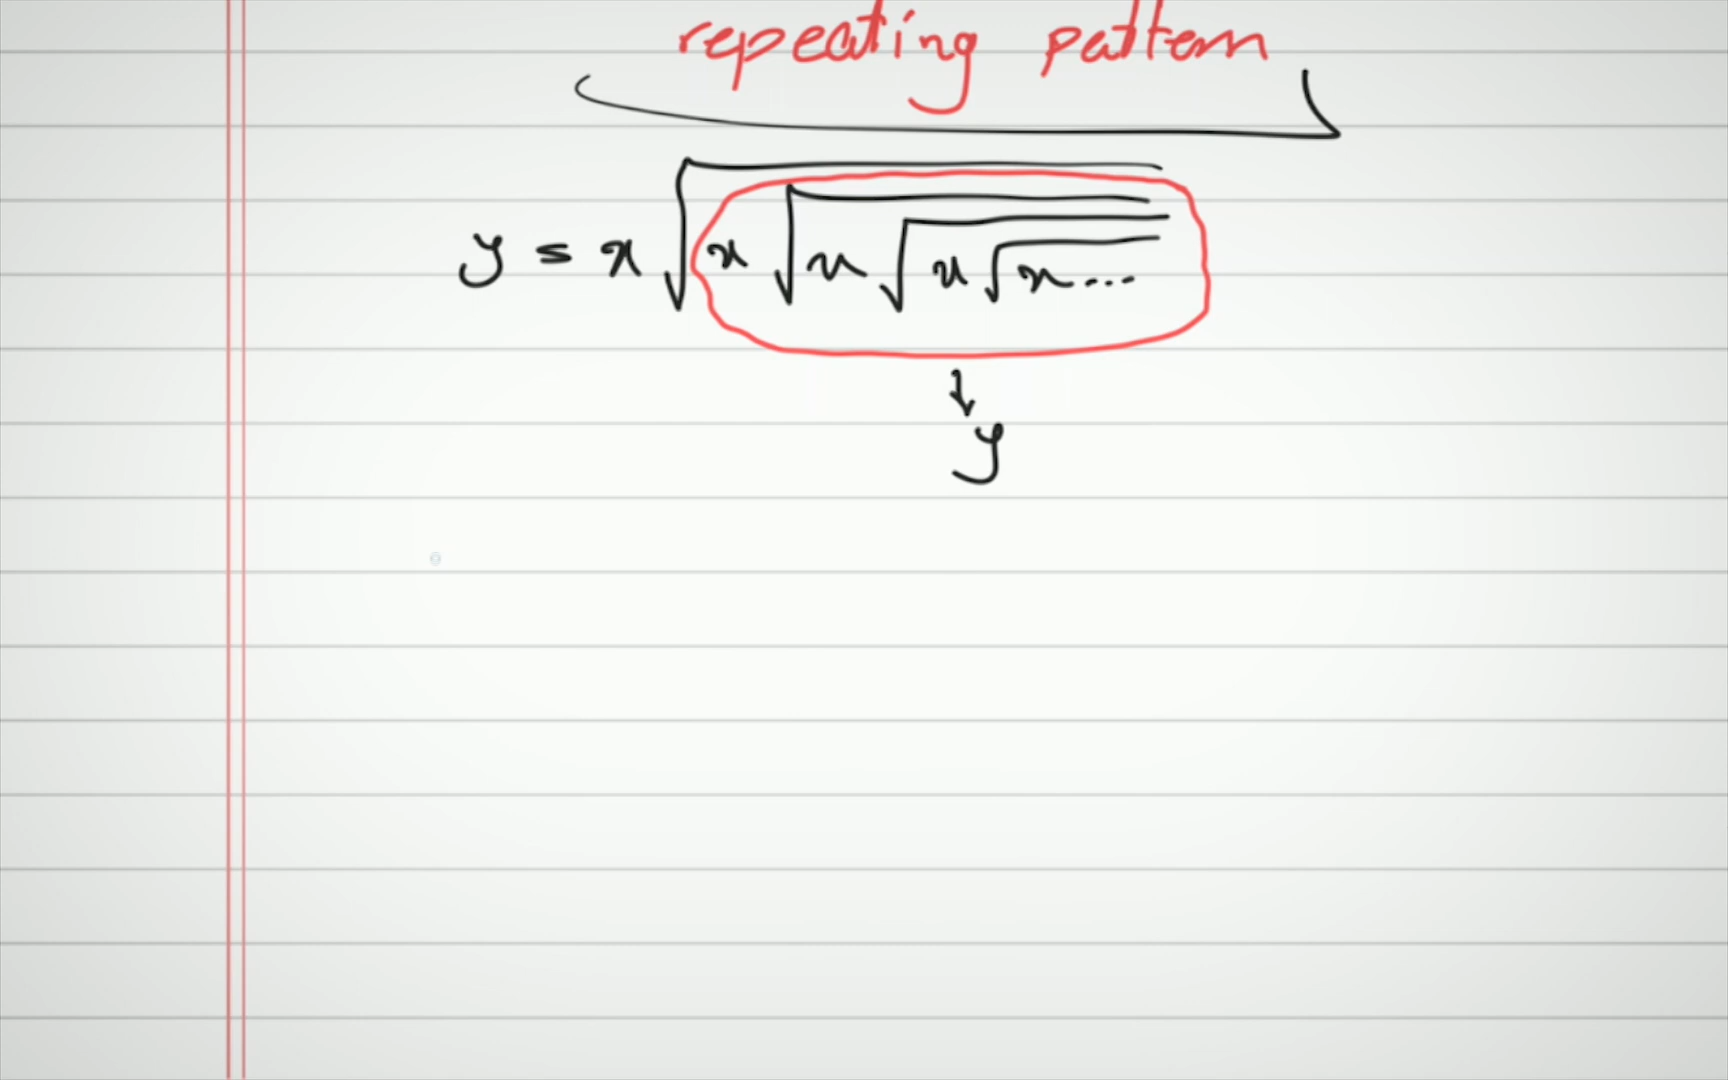 repeating pattern
y = x√(x√(x√(x√(x...
↓
y